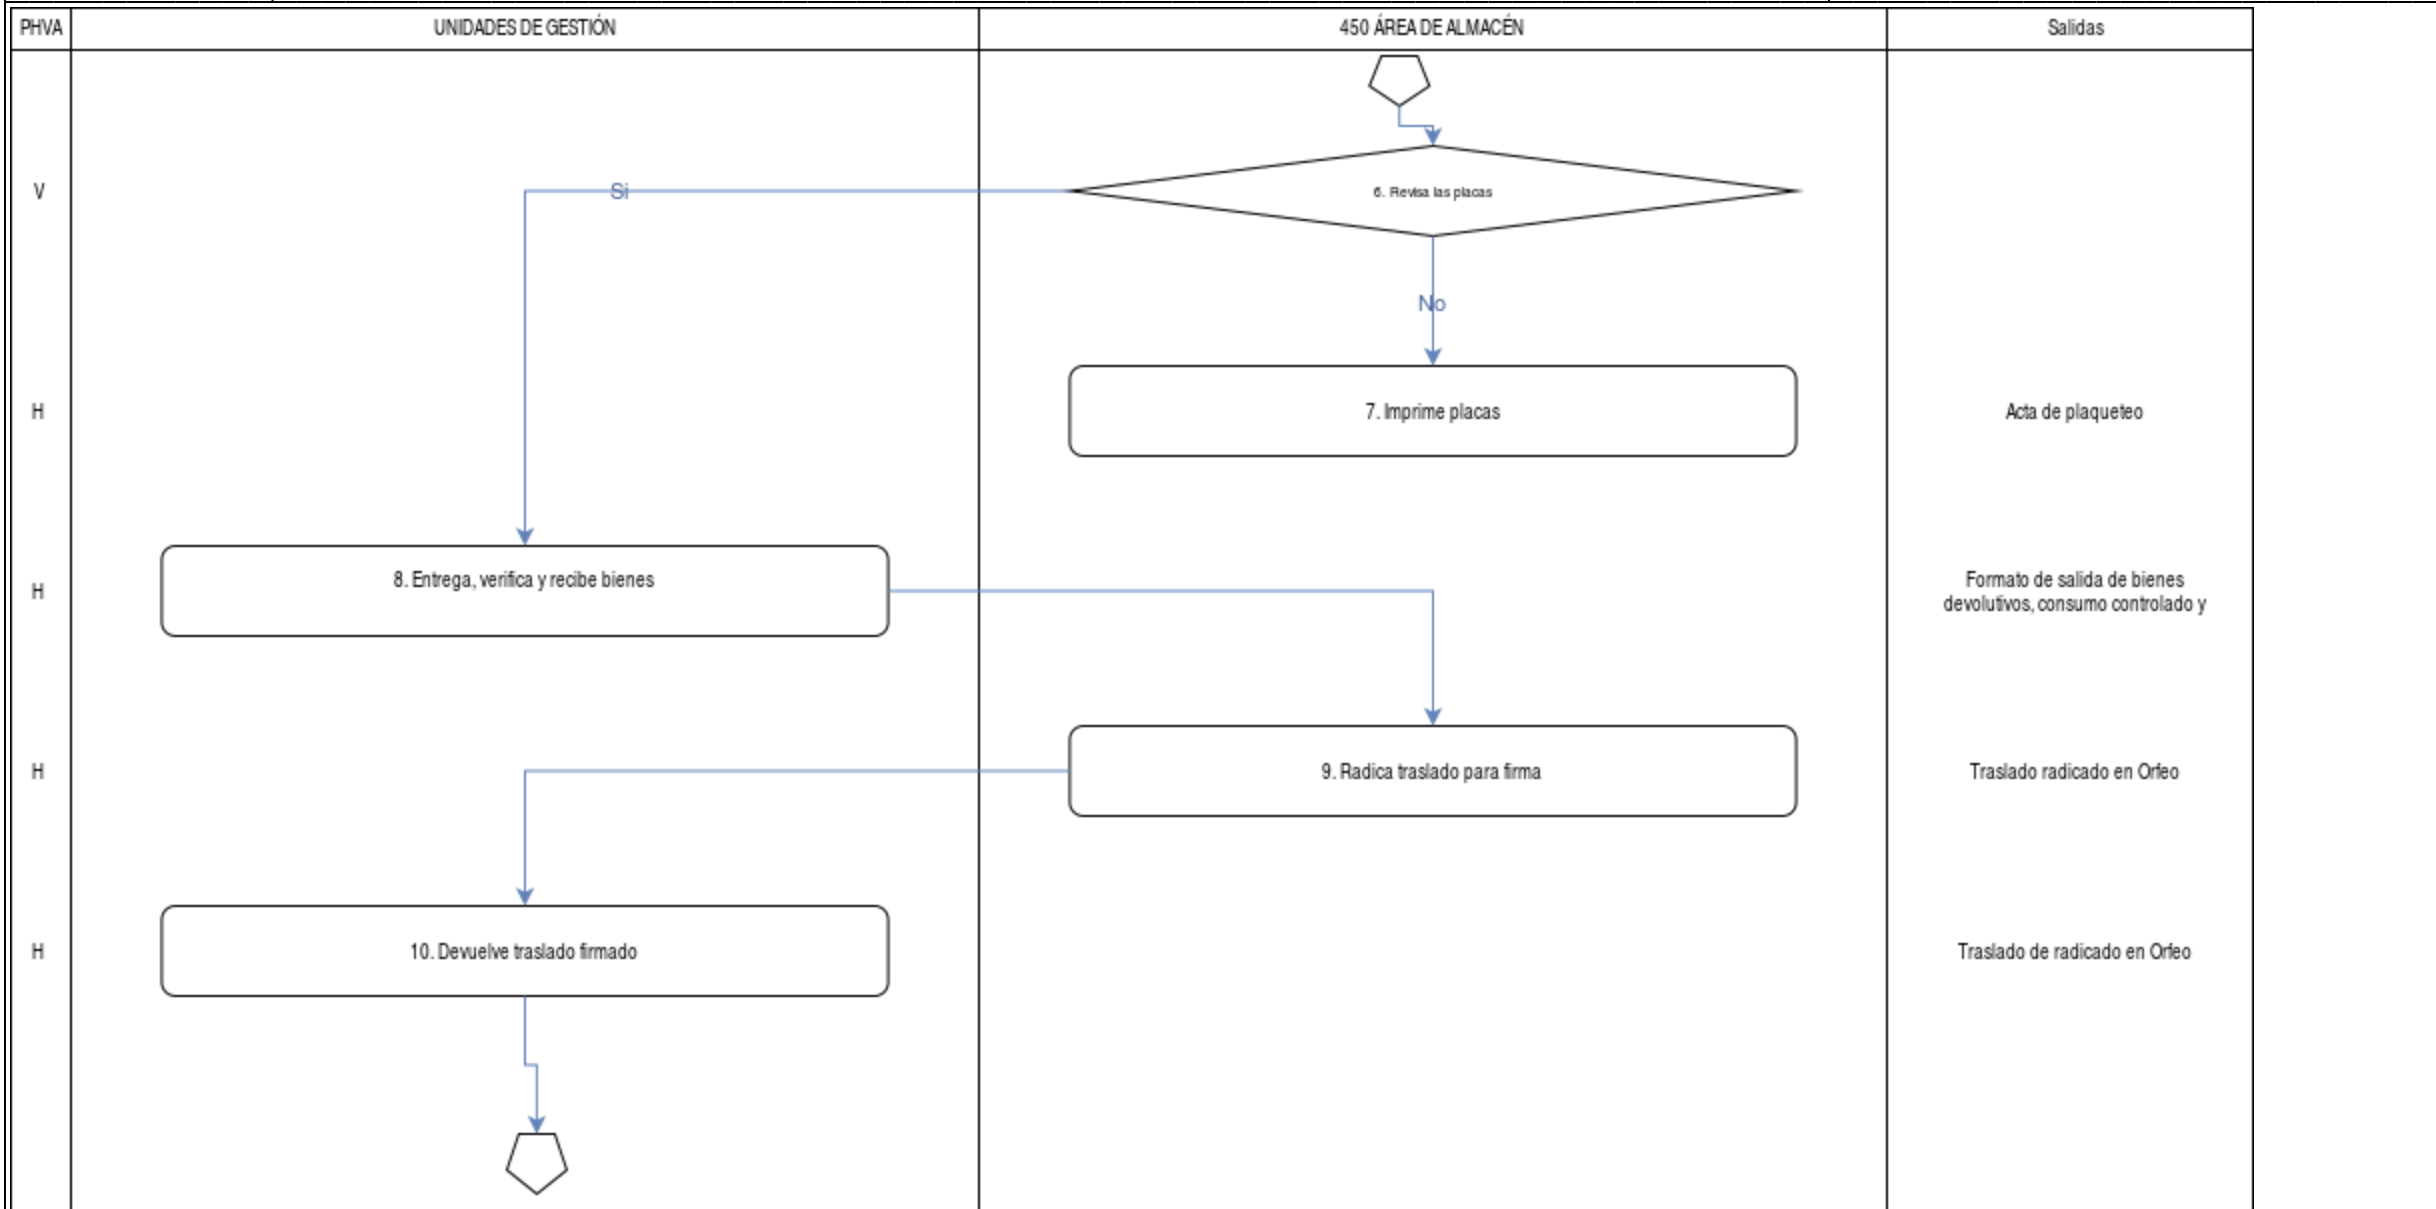 PHVA
UNIDADES DE GESTIÓN
450 ÁREA DE ALMACÉN
Salidas
V
Si
6. Revisa las placas
No
H
7. Imprime placas
Acta de plaqueteo
H
8. Entrega, verifica y recibe bienes
Formato de salida de bienes
devolutivos, consumo controlado y
H
9. Radica traslado para firma
Traslado radicado en Orfeo
H
10. Devuelve traslado firmado
Traslado de radicado en Orfeo